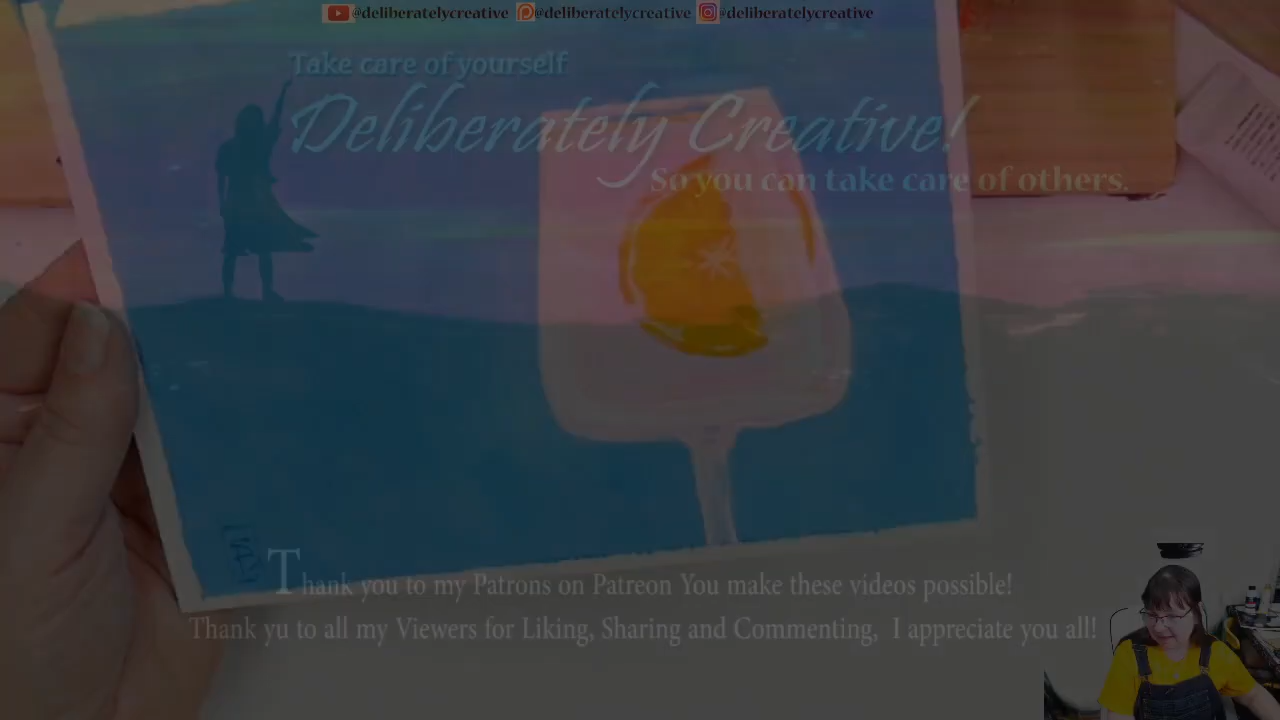 @deliberatelycreative @deliberatelycreative @deliberatelycreative
Take care of yourself
Deliberately Creative!
So you can take care of others.
Thank you to my Patrons on Patreon You make these videos possible!
Thank yu to all my Viewers for Liking, Sharing and Commenting, I appreciate you all!